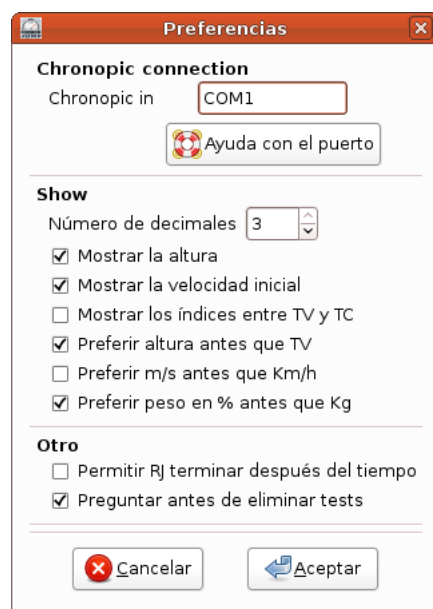 Preferencias
Chronopic connection
Chronopic in COM1
Ayuda con el puerto
Show
Número de decimales 3
Mostrar la altura
Mostrar la velocidad inicial
Mostrar los índices entre TV y TC
Preferir altura antes que TV
Preferir m/s antes que Km/h
Preferir peso en % antes que Kg
Otro
Permitir RJ terminar después del tiempo
Preguntar antes de eliminar tests
Cancelar Aceptar